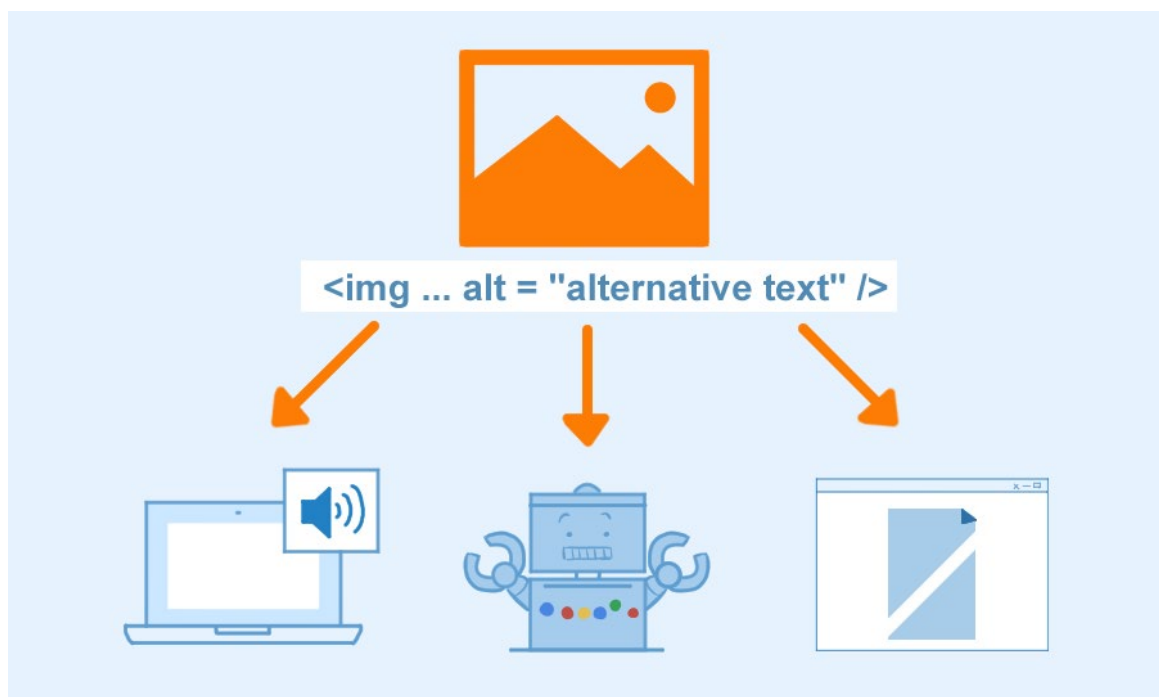 <img ... alt = "alternative text" />